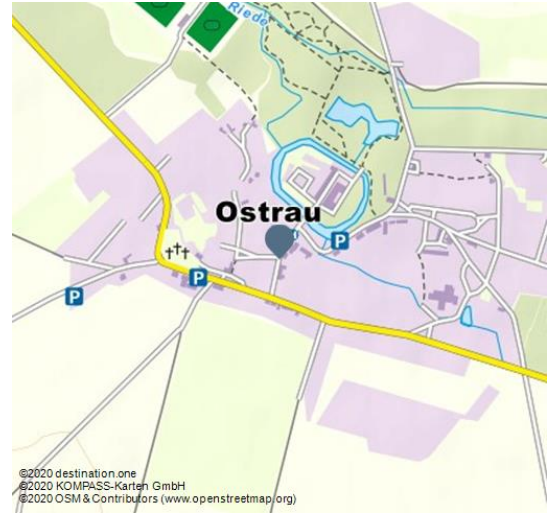 Riede
Ostrau
P
P
P
©2020 destination.one
©2020 KOMPASS-Karten GmbH
©2020 OSM & Contributors (www.openstreetmap.org)